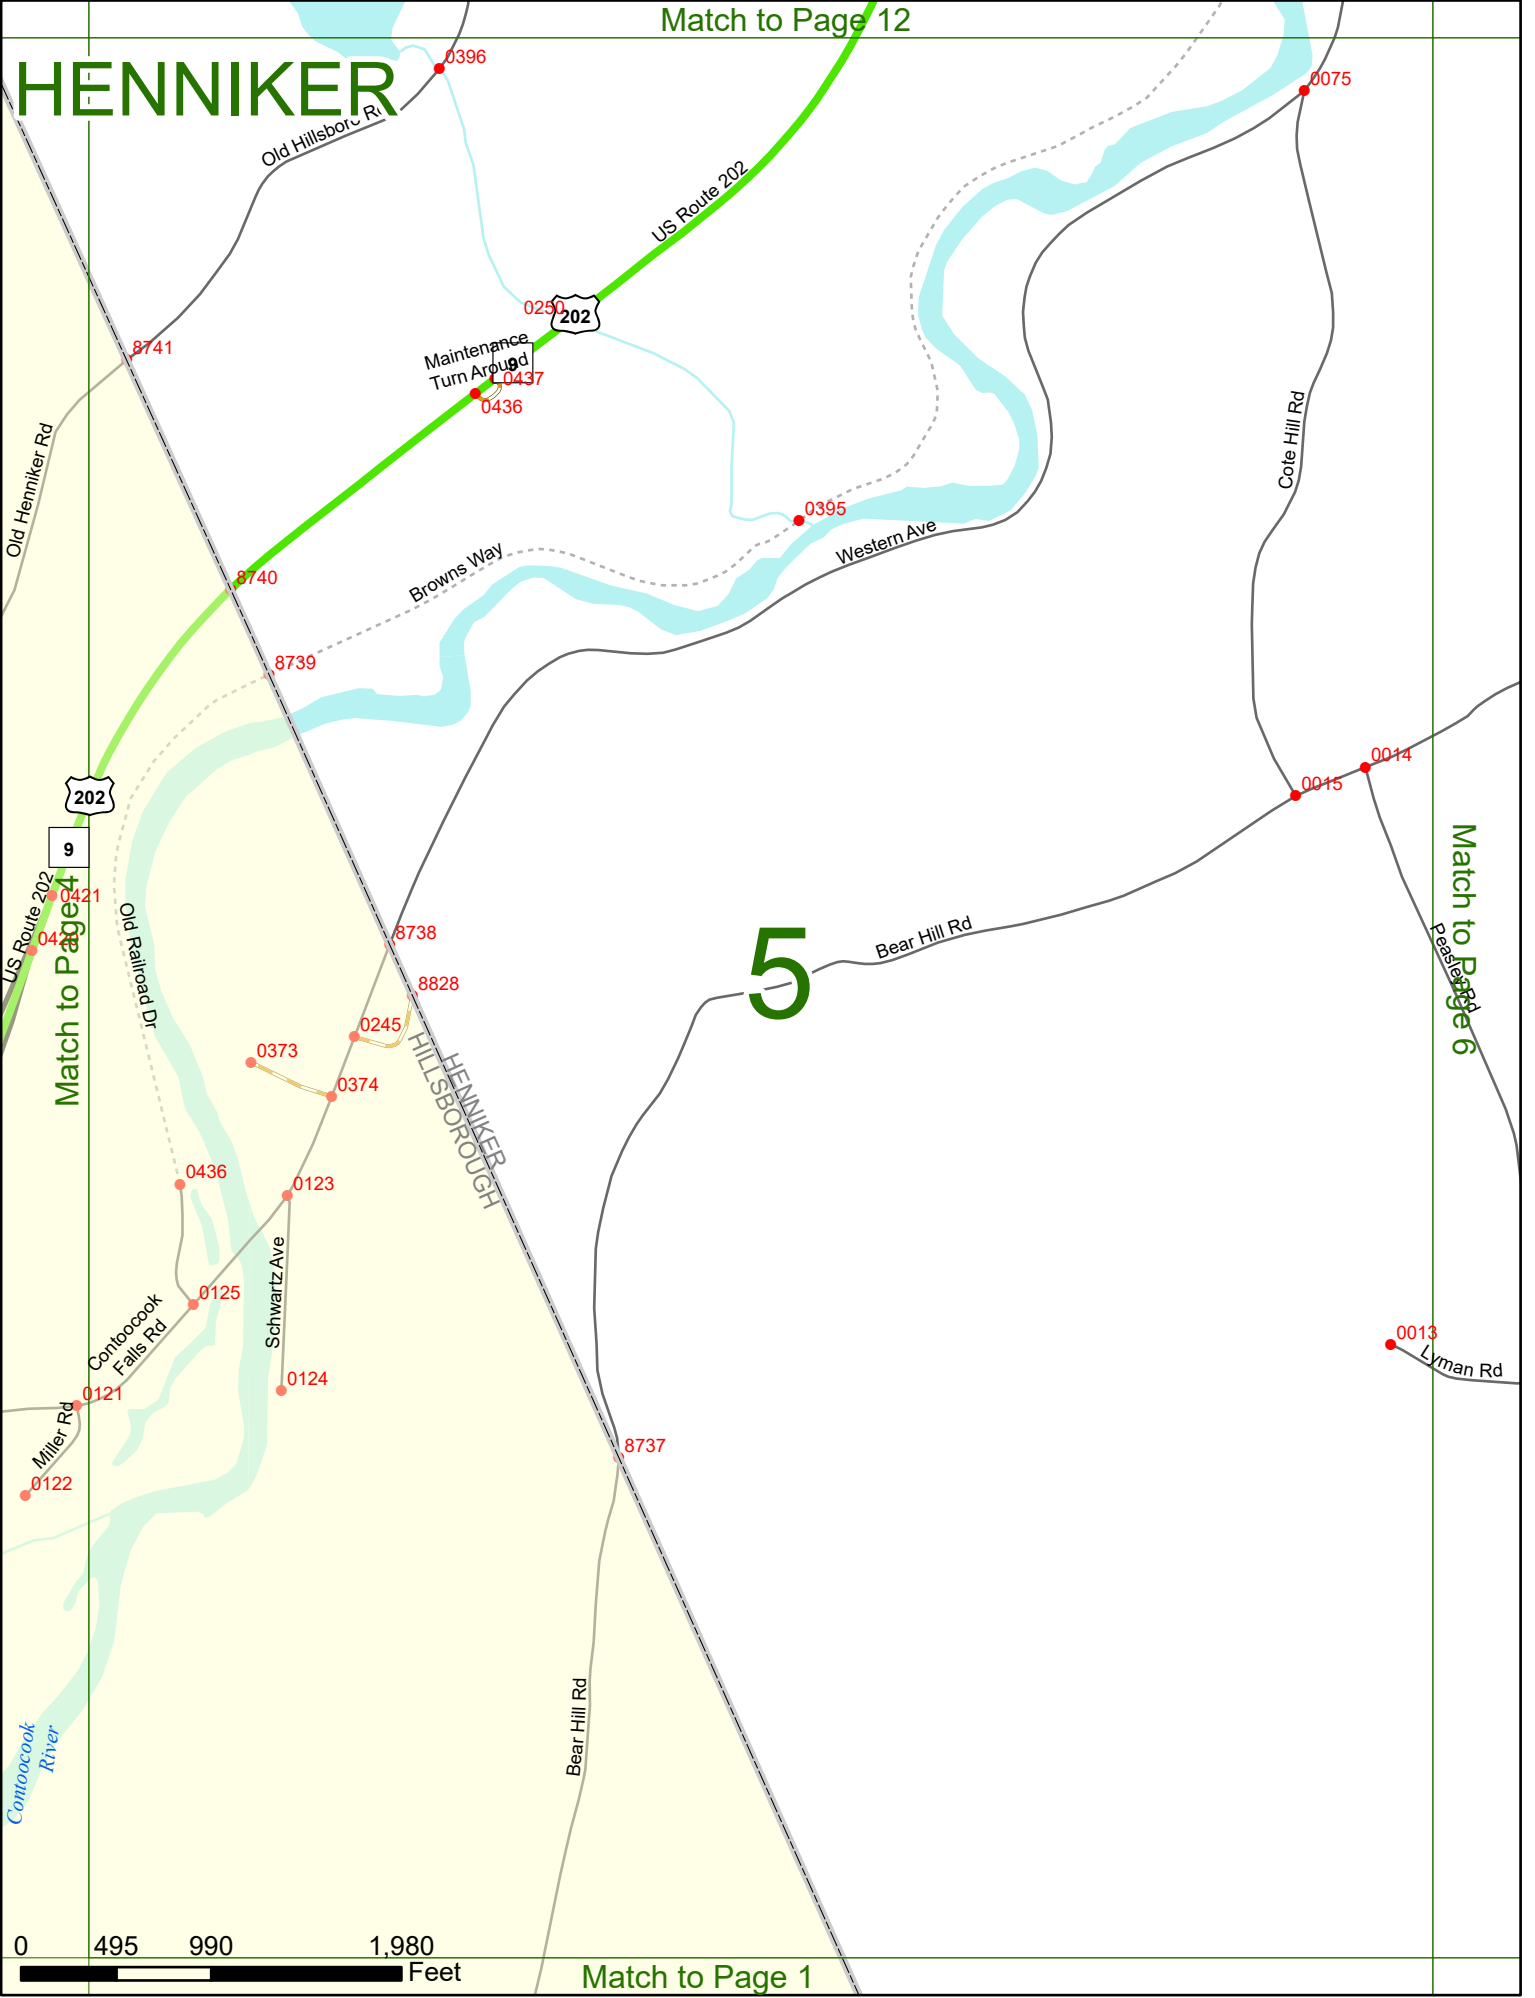 Match to Page 12
HENNIKER
0396
0075
Old Hillsboro Rd
US Route 202
0250
202
8741
Maintenance
Turn Around
9
0437
0436
Old Henniker Rd
Cote Hill Rd
0395
Western Ave
Browns Way
8740
8739
0014
0015
202
9
Match to Page 4
US Route 202
0421
0420
Old Railroad Dr
Match to Page 6
Peasley Rd
8738
5
Bear Hill Rd
8828
0245
0373
0374
HENNIKER
HILLSBOROUGH
0436
0123
Schwartz Ave
0125
Contoocook
Falls Rd
0013
Lyman Rd
0124
0121
Miller Rd
0122
8737
Bear Hill Rd
Contoocook
River
0 495 990 1,980
Feet
Match to Page 1